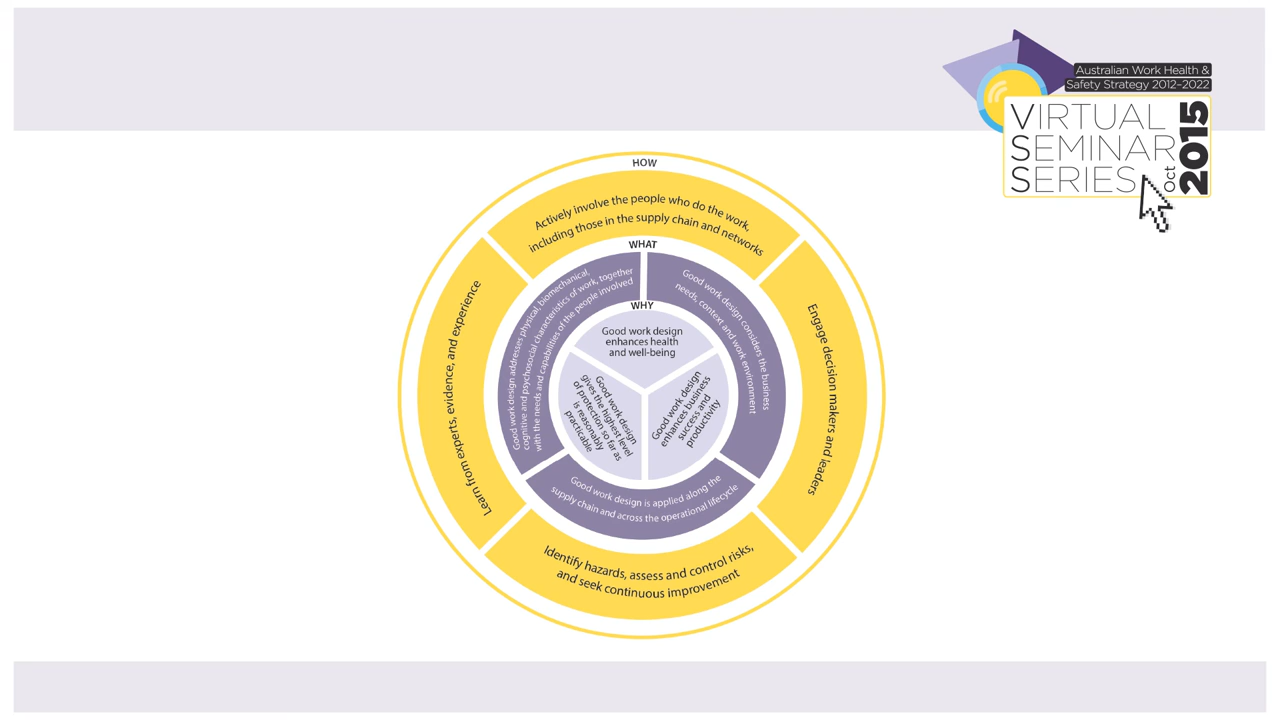 Australian Work Health &
Safety Strategy 2012–2022
VIRTUAL
SEMINAR
SERIES
Oct
2015
HOW
Actively involve the people who do the work,
including those in the supply chain and networks
Engage decision makers and leaders
Identify hazards, assess and control risks,
and seek continuous improvement
Learn from experts, evidence, and experience
WHAT
Good work design addresses physical, biomechanical,
cognitive and psychosocial characteristics of work, together
with the needs and capabilities of the people involved
Good work design considers the business
needs, context and work environment
Good work design is applied along the
supply chain and across the operational lifecycle
WHY
Good work design
enhances health
and well-being
Good work design
gives the highest level
of protection so far as
is reasonably
practicable
Good work design
enhances business
success and
productivity